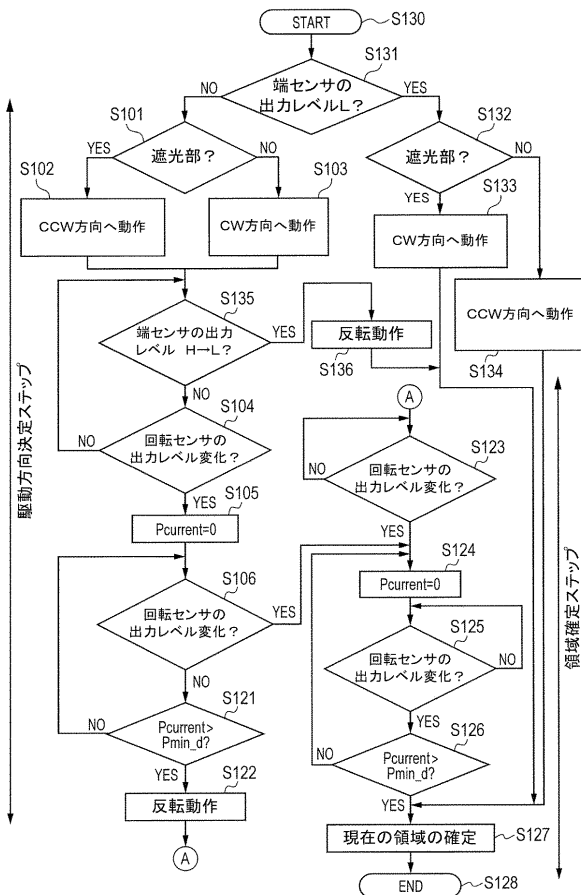 START
S130
S131
端センサの
出力レベルL?
NO
YES
S101
遮光部?
YES
NO
S132
遮光部?
NO
YES
S102
CCW方向へ動作
S103
CW方向へ動作
S133
CW方向へ動作
S135
端センサの出力
レベル H→L?
YES
NO
反転動作
S136
CCW方向へ動作
S134
S104
回転センサの
出力レベル変化?
NO
YES
A
S123
回転センサの
出力レベル変化?
NO
YES
S105
Pcurrent=0
S124
Pcurrent=0
S106
回転センサの
出力レベル変化?
YES
NO
S125
回転センサの
出力レベル変化?
NO
YES
S121
Pcurrent>
Pmin_d?
NO
YES
S126
Pcurrent>
Pmin_d?
NO
YES
S122
反転動作
A
現在の領域の確定
S127
END
S128
駆動方向決定ステップ
領域確定ステップ